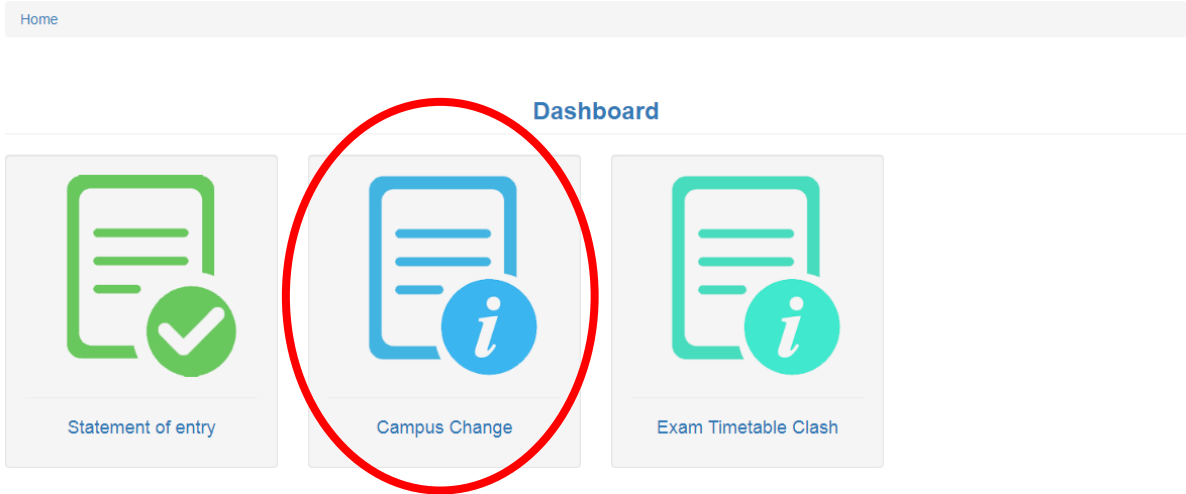 Home
Dashboard
Statement of entry
Campus Change
Exam Timetable Clash